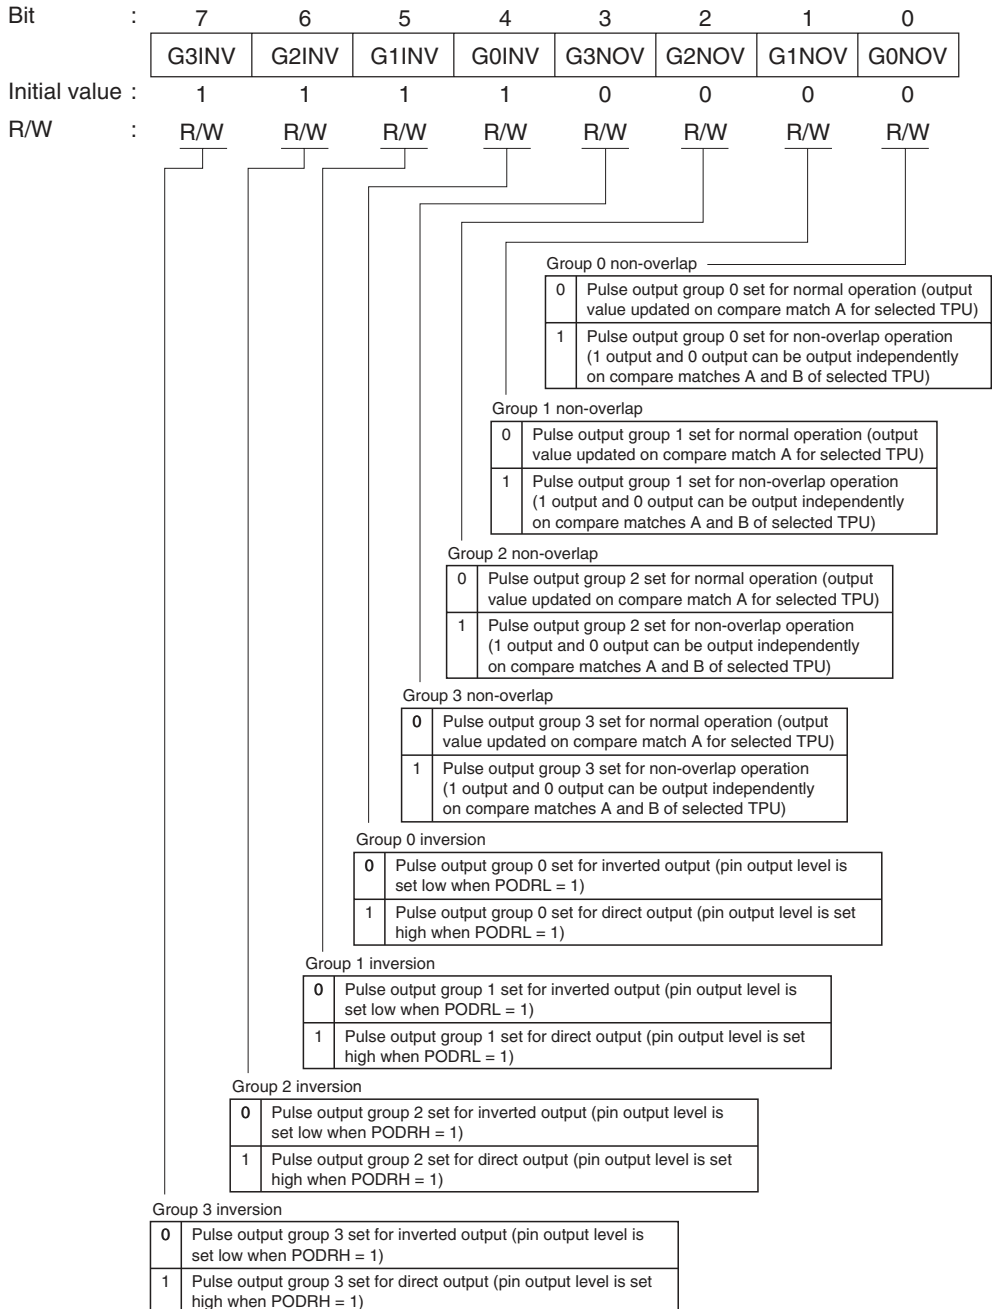 Bit : 7 6 5 4 3 2 1 0
G3INV G2INV G1INV G0INV G3NOV G2NOV G1NOV G0NOV
Initial value : 1 1 1 1 0 0 0 0
R/W : R/W R/W R/W R/W R/W R/W R/W R/W
Group 0 non-overlap
0 Pulse output group 0 set for normal operation (output
value updated on compare match A for selected TPU)
1 Pulse output group 0 set for non-overlap operation
(1 output and 0 output can be output independently
on compare matches A and B of selected TPU)
Group 1 non-overlap
0 Pulse output group 1 set for normal operation (output
value updated on compare match A for selected TPU)
1 Pulse output group 1 set for non-overlap operation
(1 output and 0 output can be output independently
on compare matches A and B of selected TPU)
Group 2 non-overlap
0 Pulse output group 2 set for normal operation (output
value updated on compare match A for selected TPU)
1 Pulse output group 2 set for non-overlap operation
(1 output and 0 output can be output independently
on compare matches A and B of selected TPU)
Group 3 non-overlap
0 Pulse output group 3 set for normal operation (output
value updated on compare match A for selected TPU)
1 Pulse output group 3 set for non-overlap operation
(1 output and 0 output can be output independently
on compare matches A and B of selected TPU)
Group 0 inversion
0 Pulse output group 0 set for inverted output (pin output level is
set low when PODRL = 1)
1 Pulse output group 0 set for direct output (pin output level is set
high when PODRL = 1)
Group 1 inversion
0 Pulse output group 1 set for inverted output (pin output level is
set low when PODRL = 1)
1 Pulse output group 1 set for direct output (pin output level is set
high when PODRL = 1)
Group 2 inversion
0 Pulse output group 2 set for inverted output (pin output level is
set low when PODRH = 1)
1 Pulse output group 2 set for direct output (pin output level is set
high when PODRH = 1)
Group 3 inversion
0 Pulse output group 3 set for inverted output (pin output level is
set low when PODRH = 1)
1 Pulse output group 3 set for direct output (pin output level is set
high when PODRH = 1)